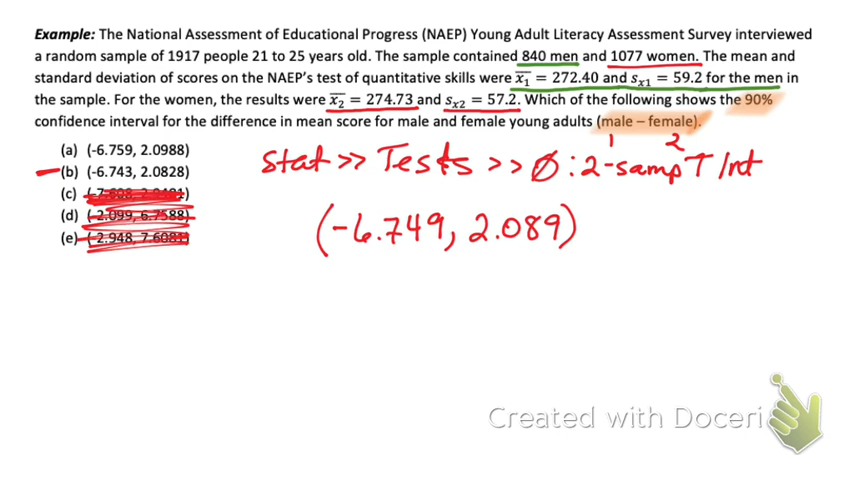 Example: The National Assessment of Educational Progress (NAEP) Young Adult Literacy Assessment Survey interviewed
a random sample of 1917 people 21 to 25 years old. The sample contained 840 men and 1077 women. The mean and
standard deviation of scores on the NAEP's test of quantitative skills were x̄₁ = 272.40 and sₓ₁ = 59.2 for the men in
the sample. For the women, the results were x̄₂ = 274.73 and sₓ₂ = 57.2. Which of the following shows the 90%
confidence interval for the difference in mean score for male and female young adults (male – female).
1 2
(a) (-6.759, 2.0988)
(b) (-6.743, 2.0828)
(c)
(d) (-2.099, 6.7588)
(e) (-2.948, 7.6081)
Stat >> Tests >> 0: 2-samp T Int
(-6.749, 2.089)
Created with Doceri